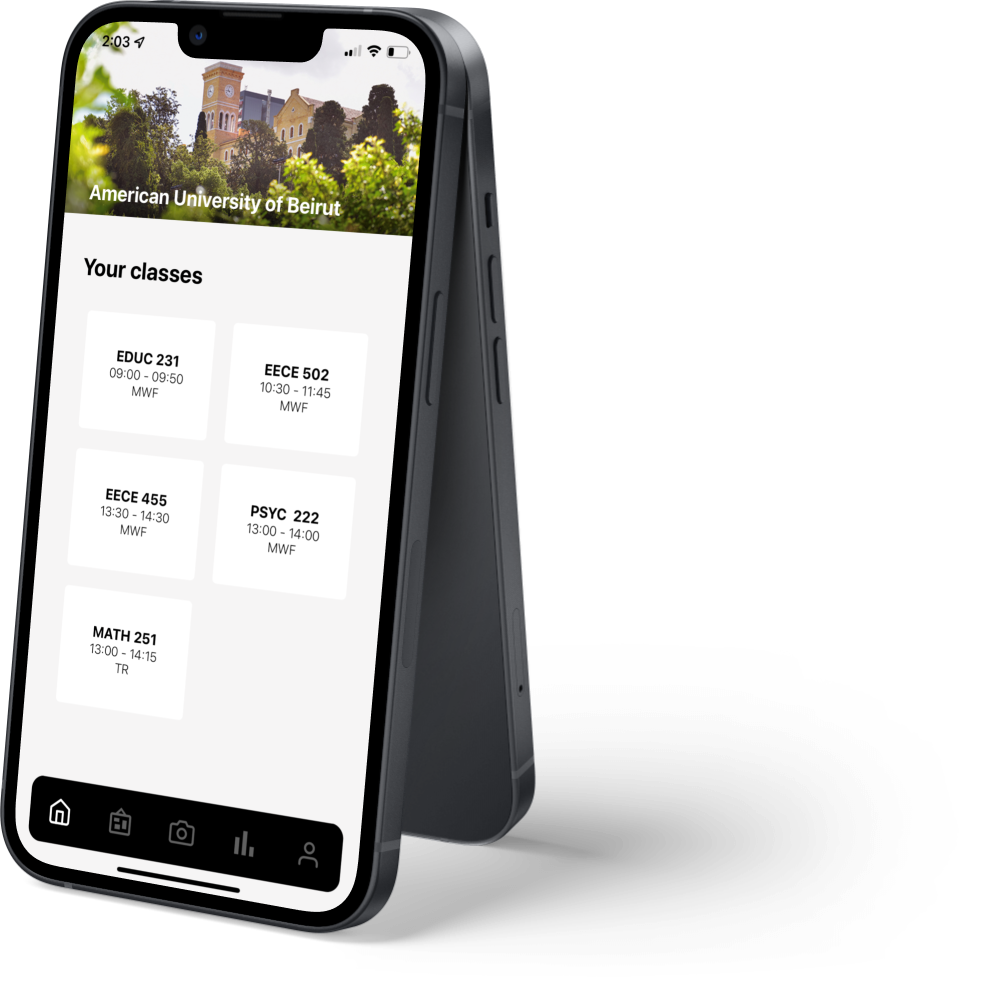 2:03
American University of Beirut
Your classes
EDUC 231
09:00 - 09:50
MWF
EECE 502
10:30 - 11:45
MWF
EECE 455
13:30 - 14:30
MWF
PSYC  222
13:00 - 14:00
MWF
MATH 251
13:00 - 14:15
TR